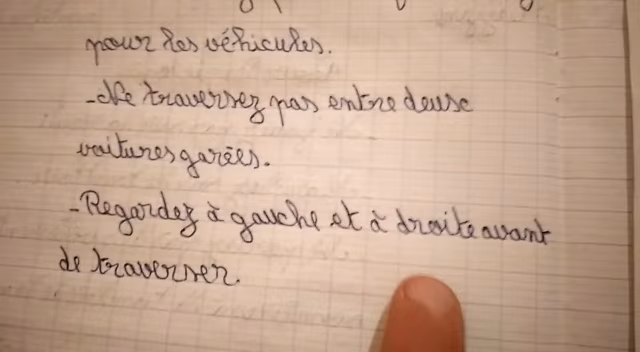 pour les véhicules.
- Ne traversez pas entre deux
voitures garées.
- Regardez à gauche et à droite avant
de traverser.